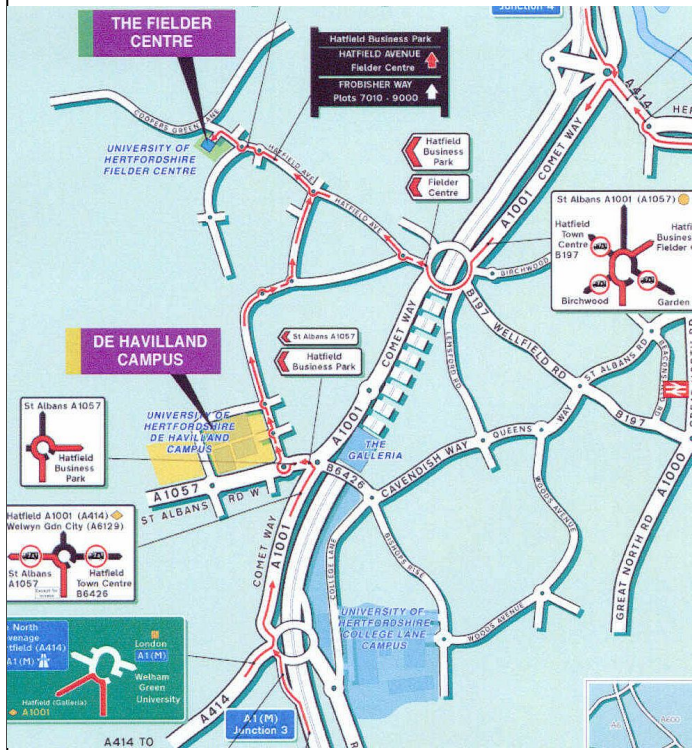 Junction 4
THE FIELDER
CENTRE
Hatfield Business Park
HATFIELD AVENUE
Fielder Centre
FROBISHER WAY
Plots 7010 - 9000
A414
COOPERS GREEN LANE
UNIVERSITY OF
HERTFORDSHIRE
FIELDER CENTRE
HATFIELD AVE
Hatfield
Business
Park
Fielder
Centre
COMET WAY
A1001
COMET WAY
HATFIELD AVE
St Albans A1001 (A1057)
Hatfield
Town
Centre
B197
Birchwood
Garden
BIRCHWOOD
B197
WELLFIELD RD
LEMSFORD RD
ST ALBANS RD
BEACONSFIELD RD
B197
DE HAVILLAND
CAMPUS
St Albans A1057
Hatfield
Business Park
COMET WAY
A1001
UNIVERSITY OF
HERTFORDSHIRE
DE HAVILLAND
CAMPUS
THE
GALLERIA
QUEENS WAY
CAVENDISH WAY
WOODS AVENUE
A1000
GREAT NORTH RD
St Albans A1057
Hatfield
Business
Park
A1057
ST ALBANS RD W
B6426
Hatfield A1001 (A414)
Welwyn Gdn City (A6129)
St Albans
A1057
Hatfield
Town Centre
B6426
COMET WAY
A1001
COLLEGE LANE
BISHOPS RISE
WOODS AVENUE
UNIVERSITY OF
HERTFORDSHIRE
COLLEGE LANE
CAMPUS
North
(A414)
A1(M)
London
A1(M)
Welham
Green
University
Hatfield (Galleria)
A1001
A414
A1(M)
Junction 3
A414 TO
A600